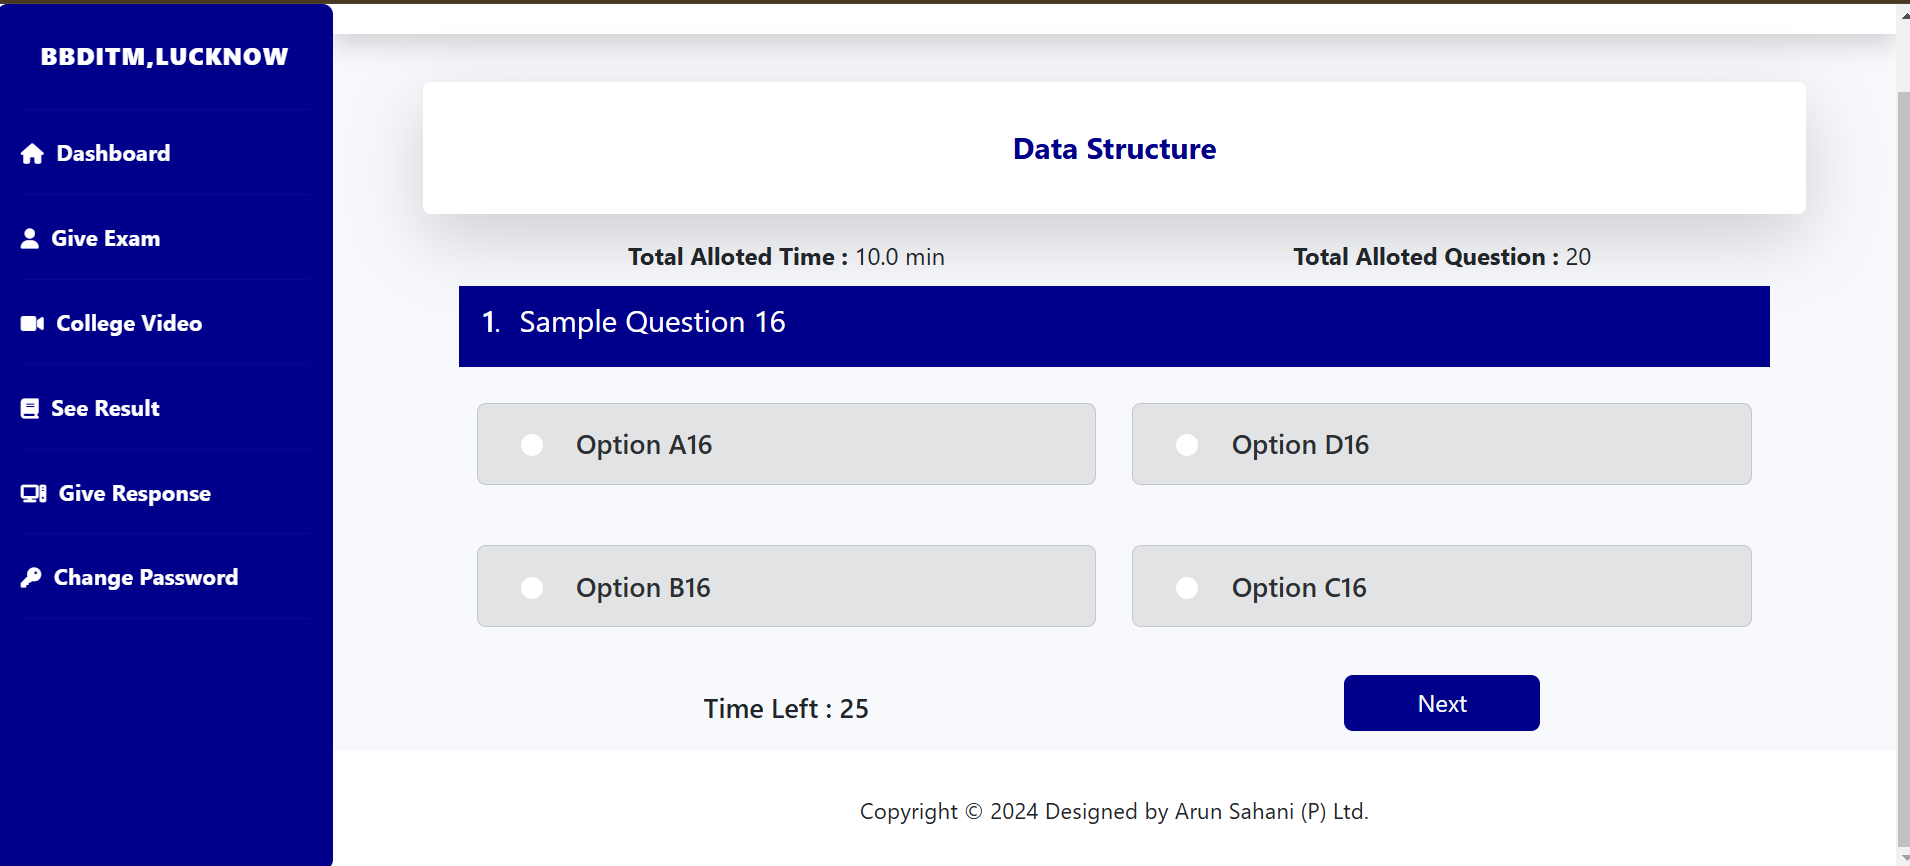 BBDITM,LUCKNOW
Dashboard
Give Exam
College Video
See Result
Give Response
Change Password
Data Structure
Total Alloted Time : 10.0 min
Total Alloted Question : 20
1. Sample Question 16
Option A16
Option D16
Option B16
Option C16
Time Left : 25
Next
Copyright © 2024 Designed by Arun Sahani (P) Ltd.